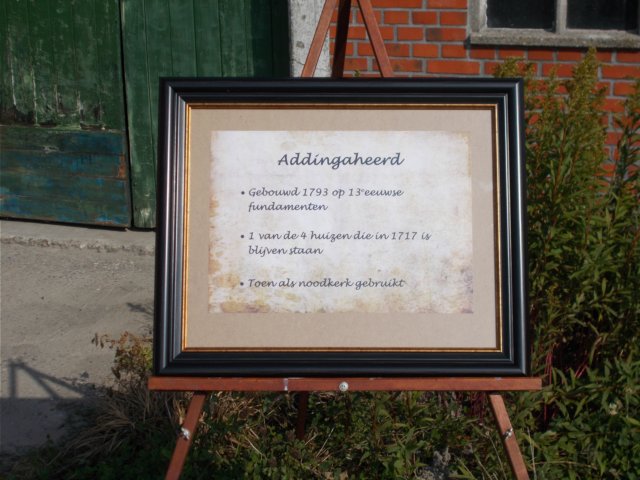 Addingaheerd
• Gebouwd 1793 op 13ᵉeeuwse
fundamenten
• 1 van de 4 huizen die in 1717 is
blijven staan
• Toen als noodkerk gebruikt